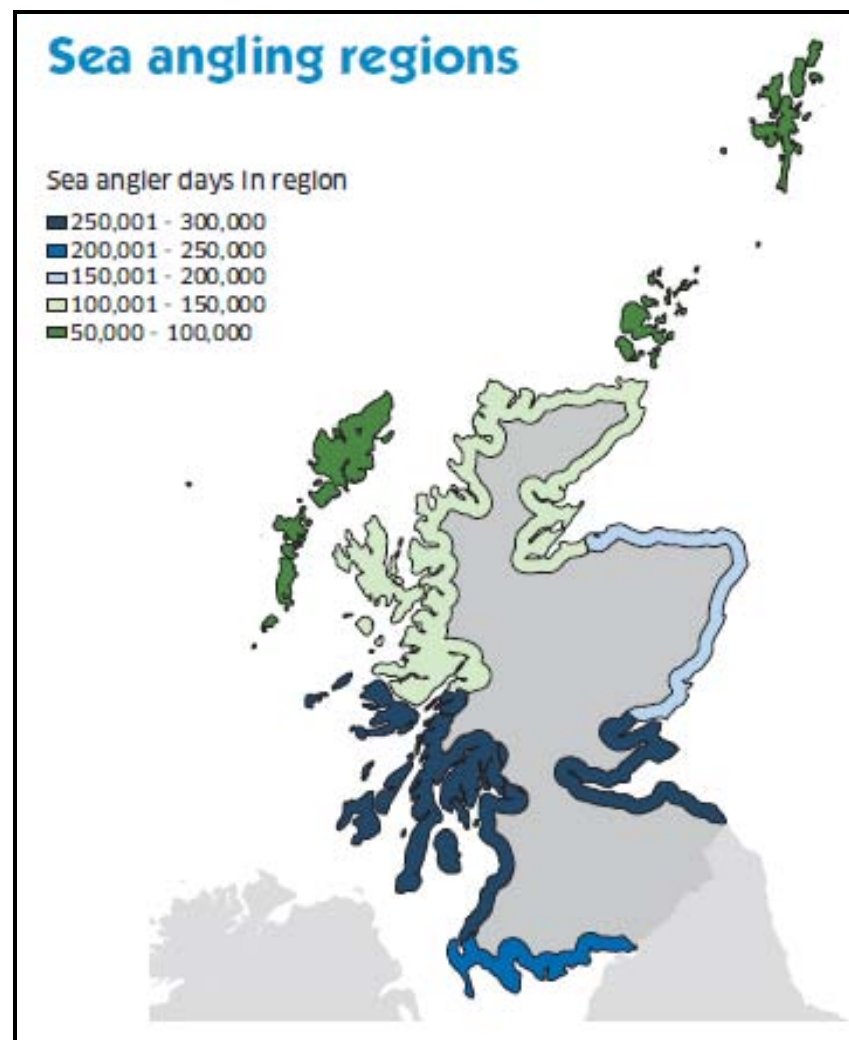 Sea angling regions
Sea angler days in region
250,001 - 300,000
200,001 - 250,000
150,001 - 200,000
100,001 - 150,000
50,000 - 100,000